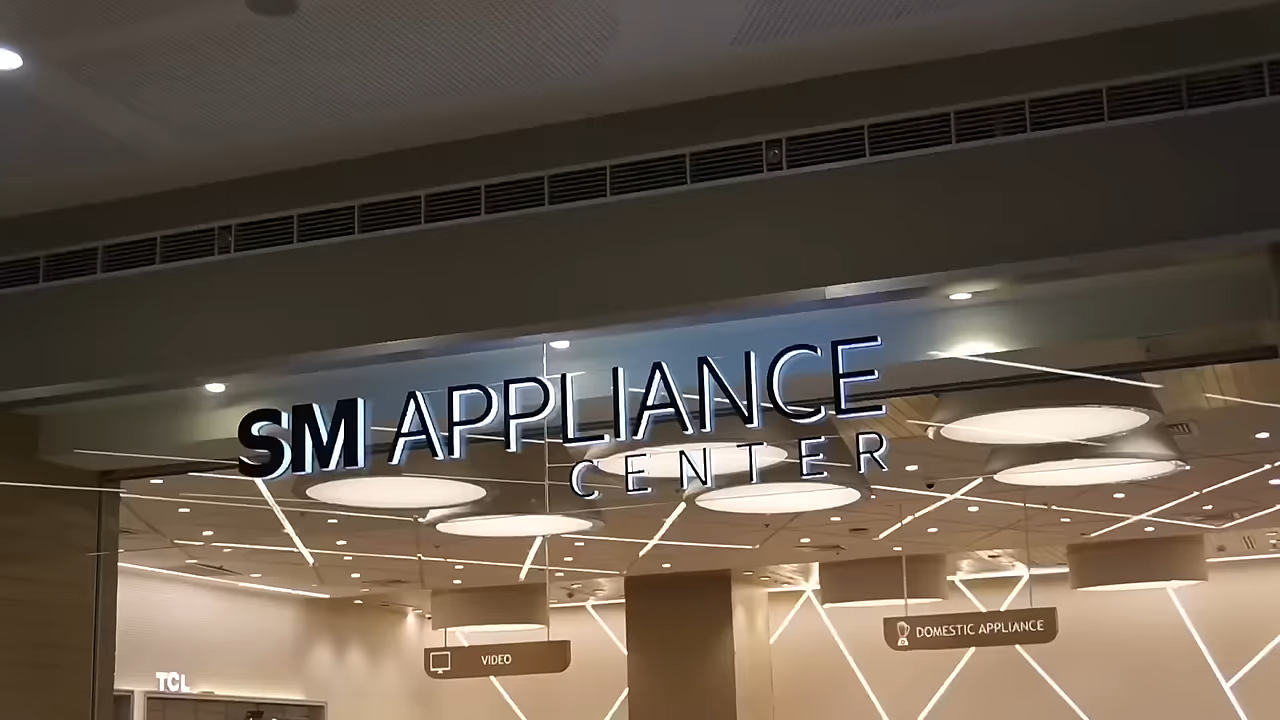 SM APPLIANCE
CENTER
DOMESTIC APPLIANCE
VIDEO
TCL